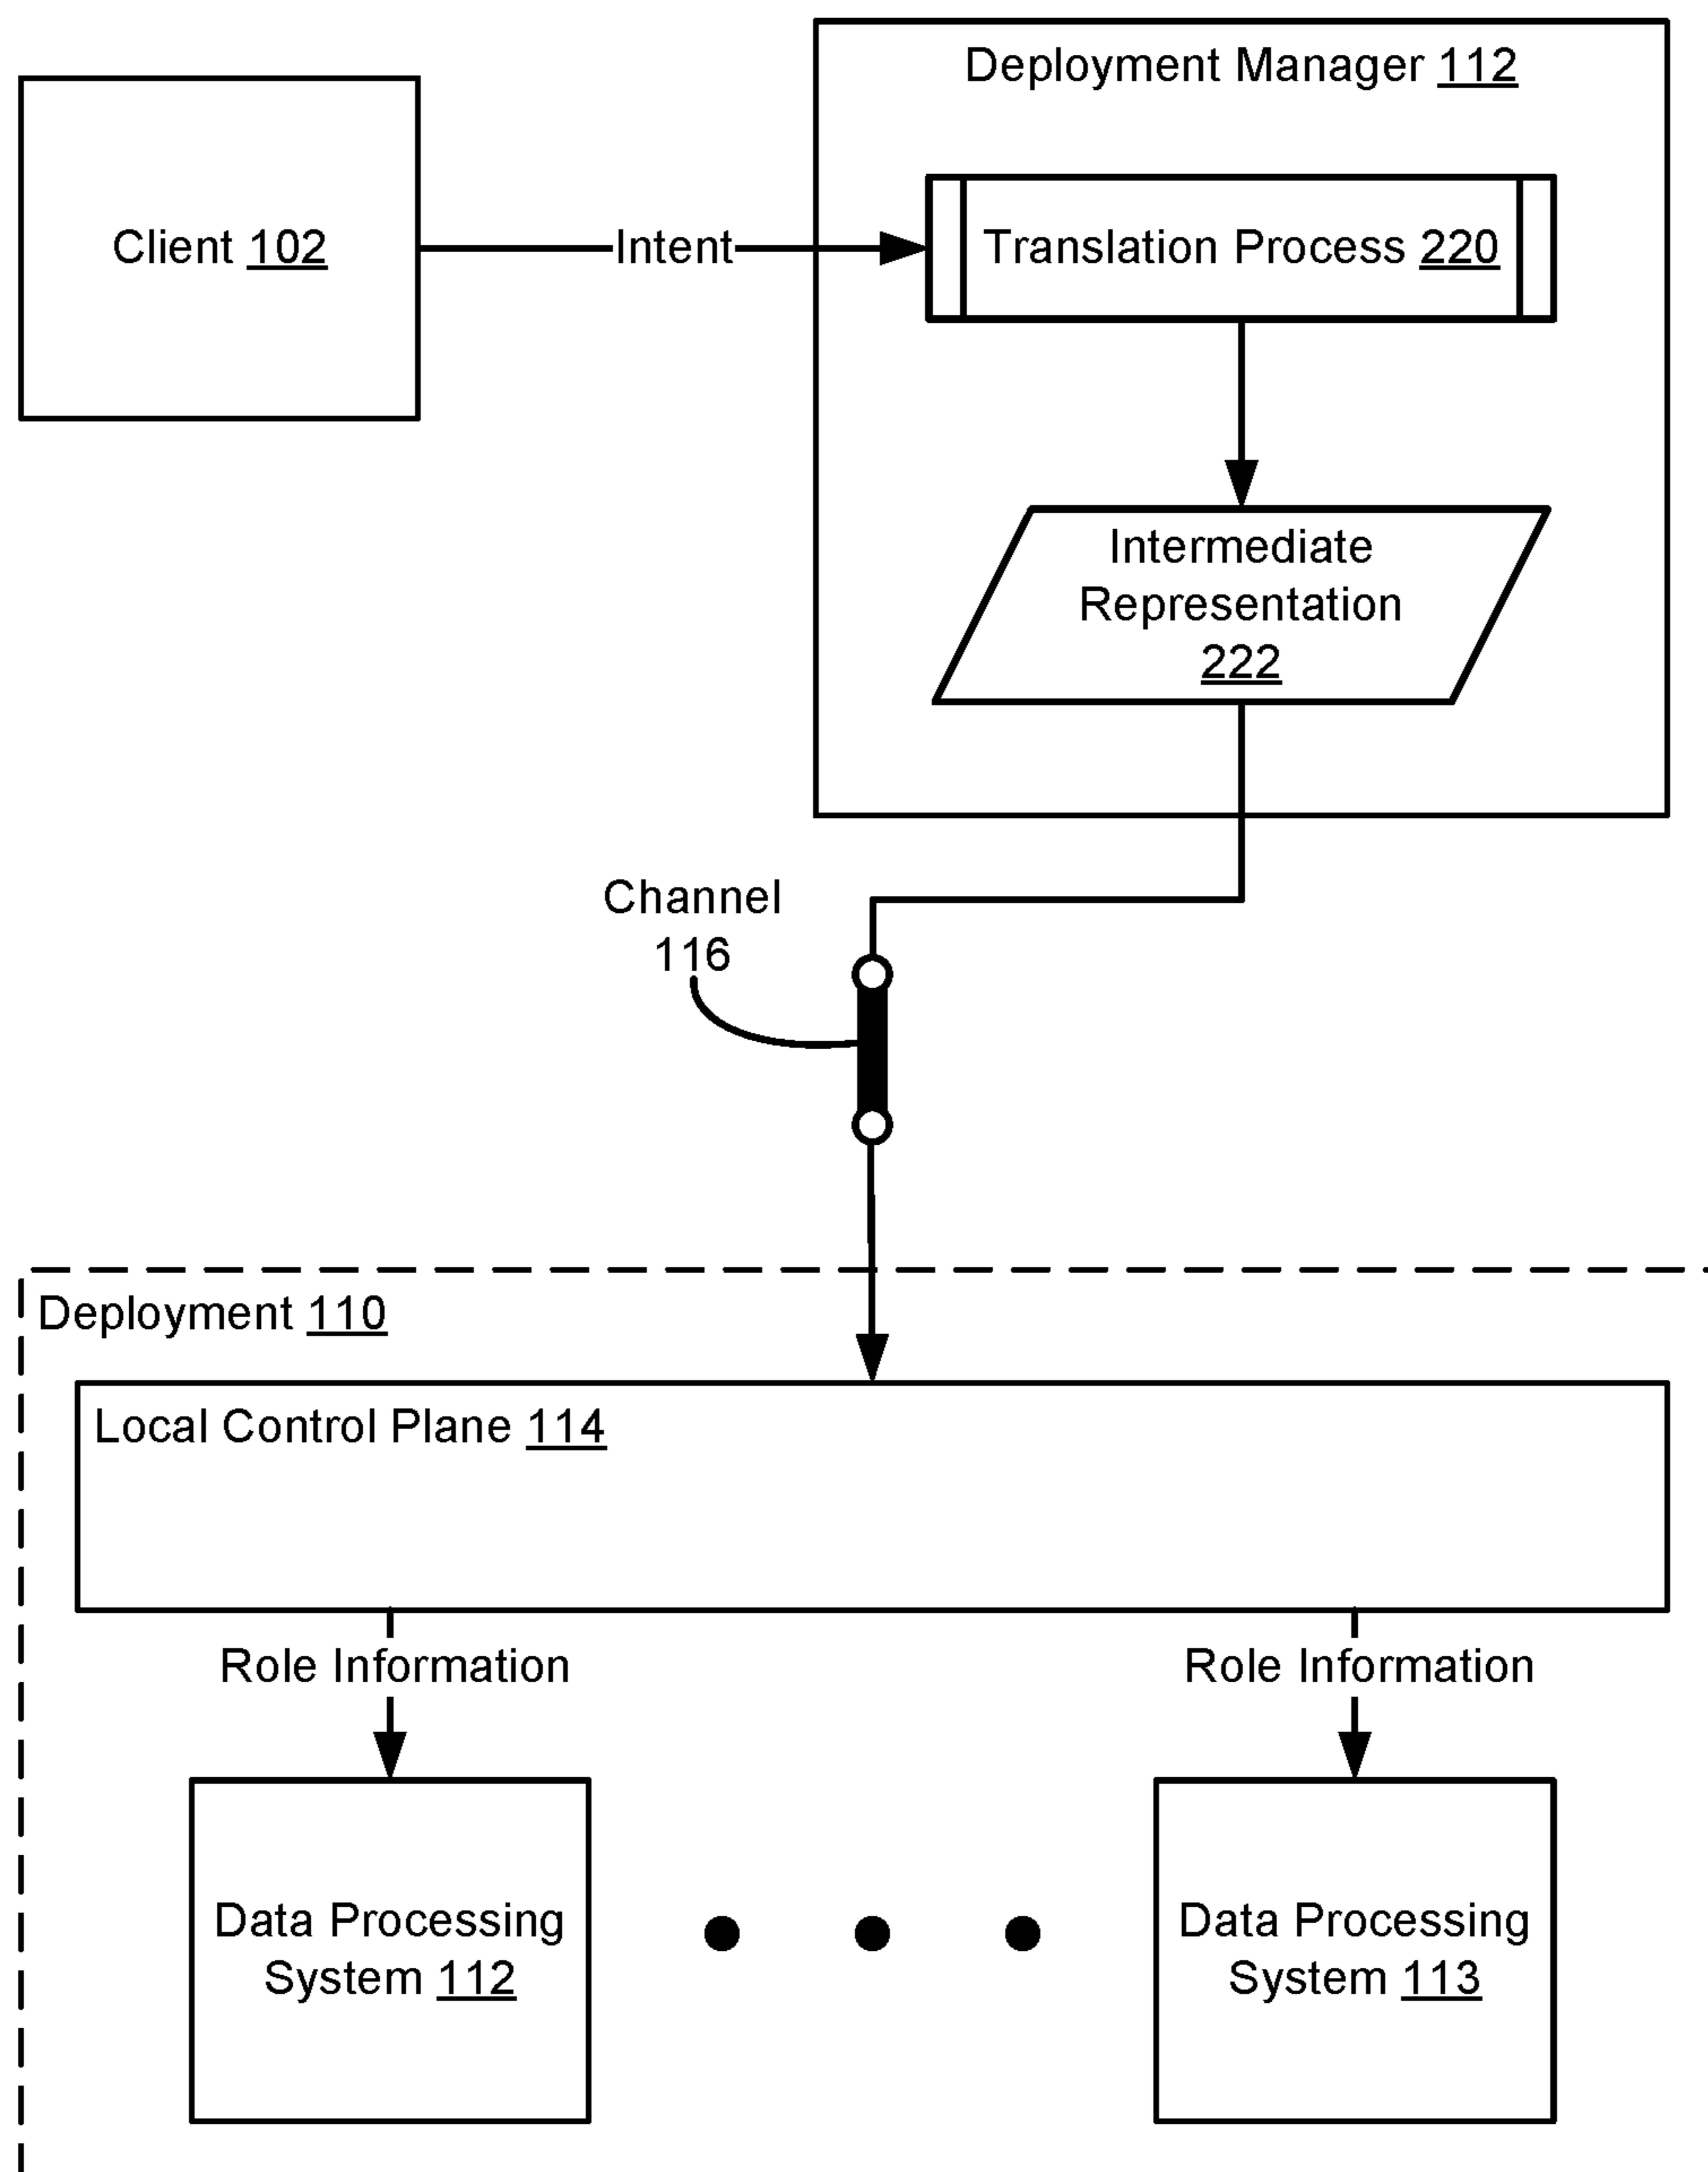 Deployment Manager 112
Client 102
Intent
Translation Process 220
Intermediate
Representation
222
Channel
116
Deployment 110
Local Control Plane 114
Role Information
Role Information
Data Processing
System 112
Data Processing
System 113